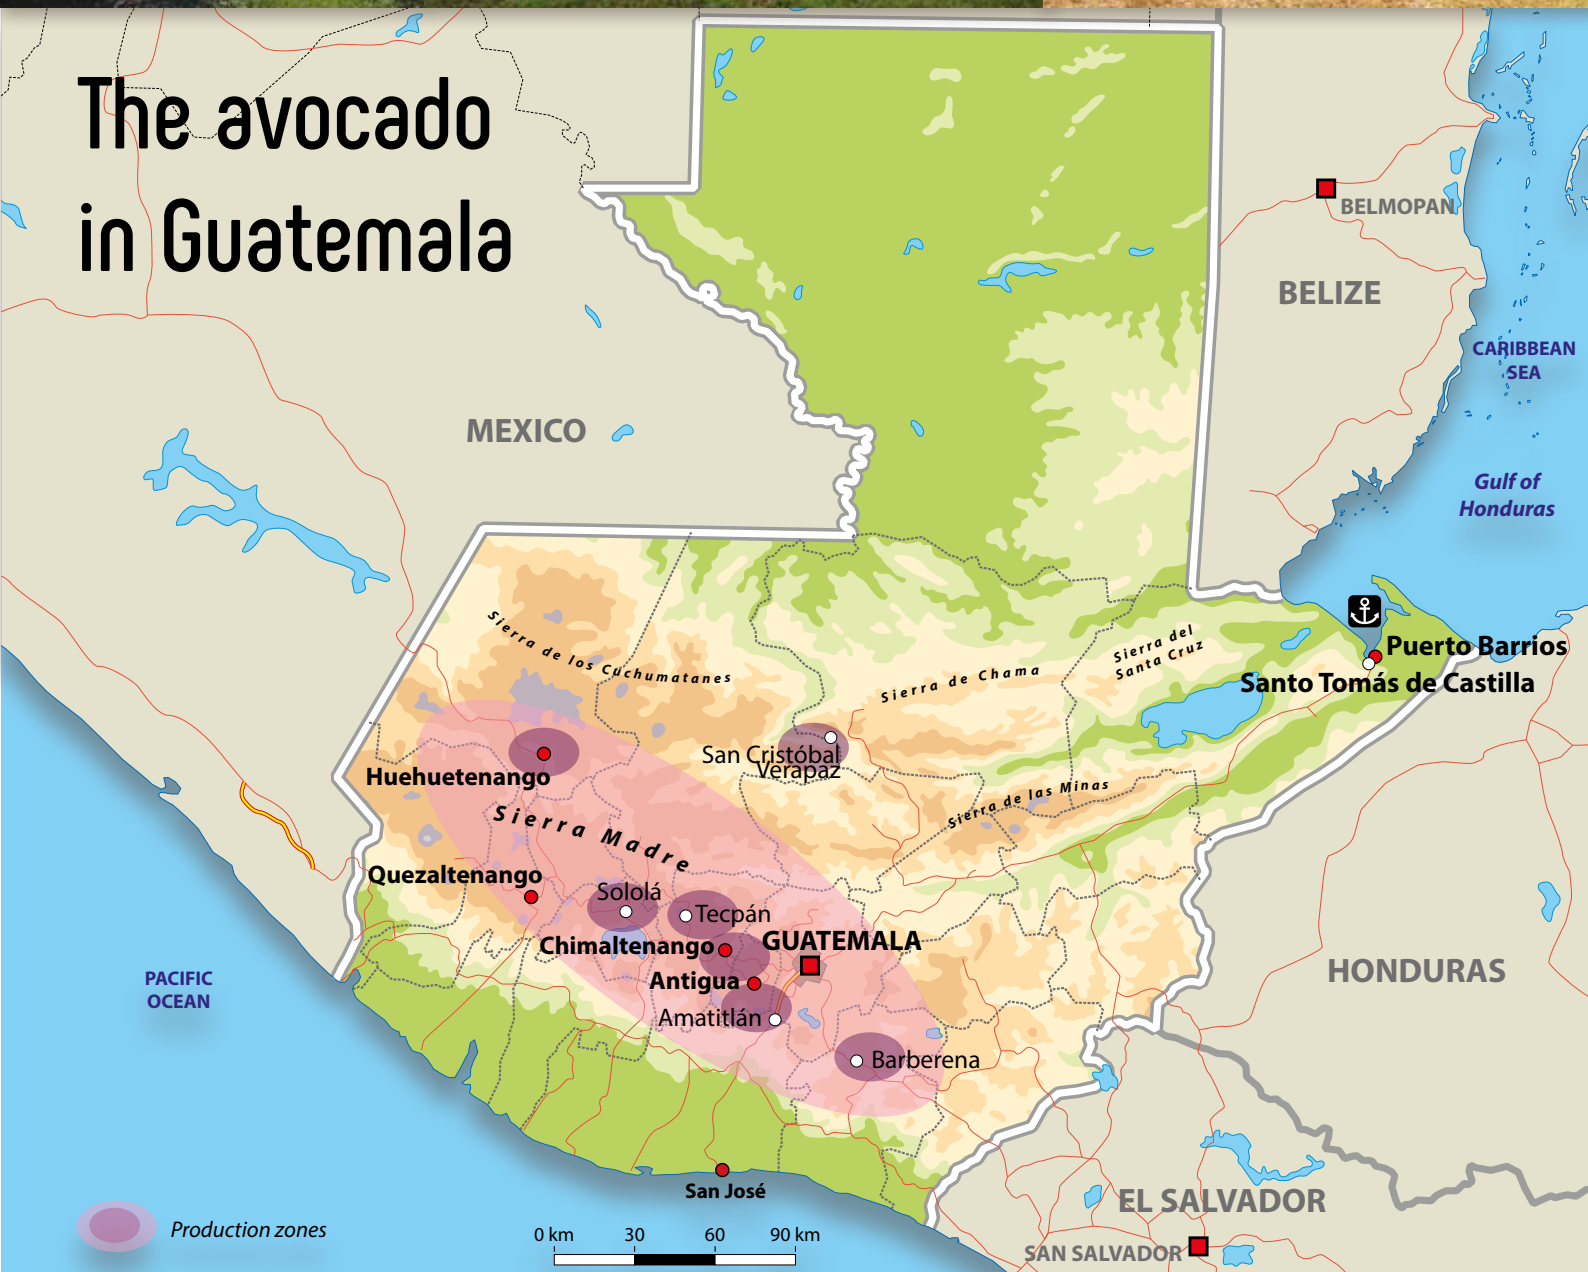 The avocado
in Guatemala
BELMOPAN
BELIZE
CARIBBEAN
SEA
MEXICO
Gulf of
Honduras
Sierra de los Cuchumatanes
Sierra del
Santa Cruz
Sierra de Chama
Puerto Barrios
Santo Tomás de Castilla
San Cristóbal
Verapaz
Huehuetenango
Sierra de las Minas
Sierra Madre
Quezaltenango
Sololá
Tecpán
Chimaltenango
GUATEMALA
Antigua
Amatitlán
Barberena
HONDURAS
PACIFIC
OCEAN
San José
EL SALVADOR
SAN SALVADOR
Production zones
0 km 30 60 90 km